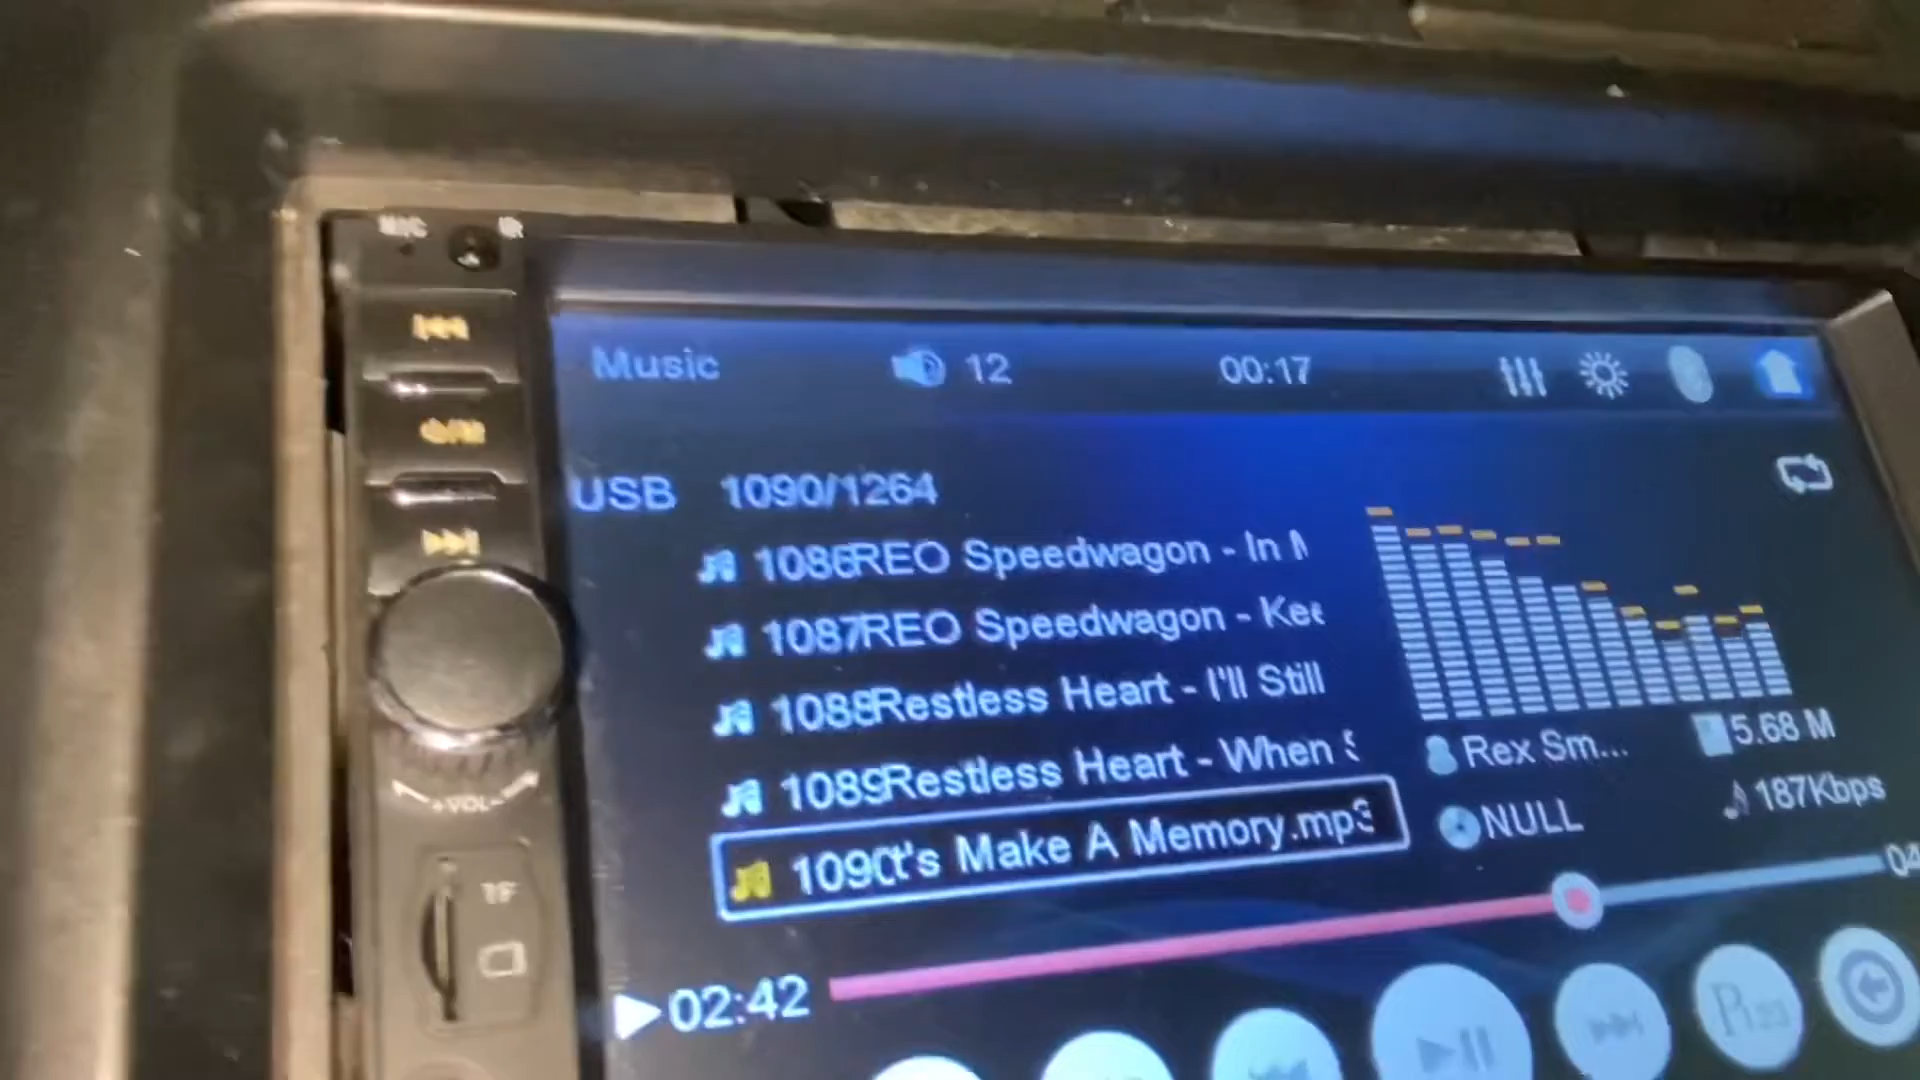 MIC
Music 12 00:17
USB 1090/1264
1086REO Speedwagon - In
1087REO Speedwagon - Kee
1088Restless Heart - I'll Still
1089Restless Heart - When S
1090t's Make A Memory.mp3
Rex Sm... 5.68 M
NULL 187Kbps
02:42 04
+VOL-
TF